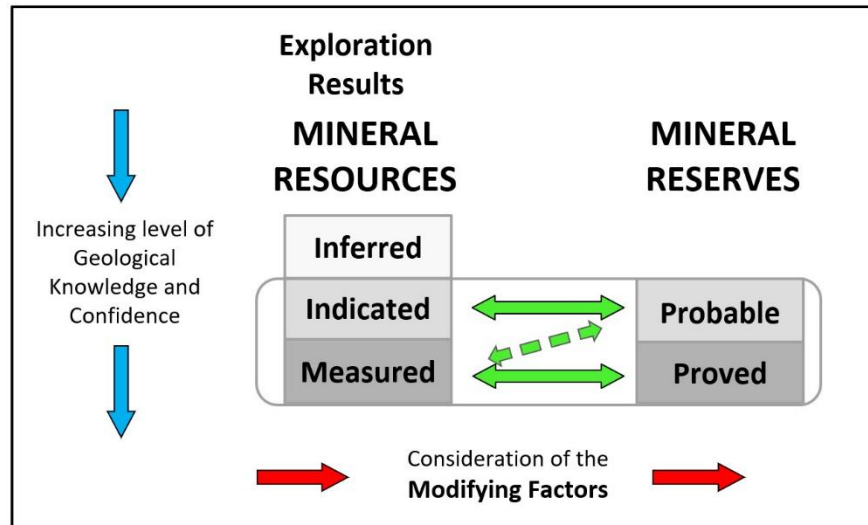 Exploration
Results
MINERAL
RESOURCES
MINERAL
RESERVES
Increasing level of
Geological
Knowledge and
Confidence
Inferred
Indicated
Measured
Probable
Proved
Consideration of the
Modifying Factors